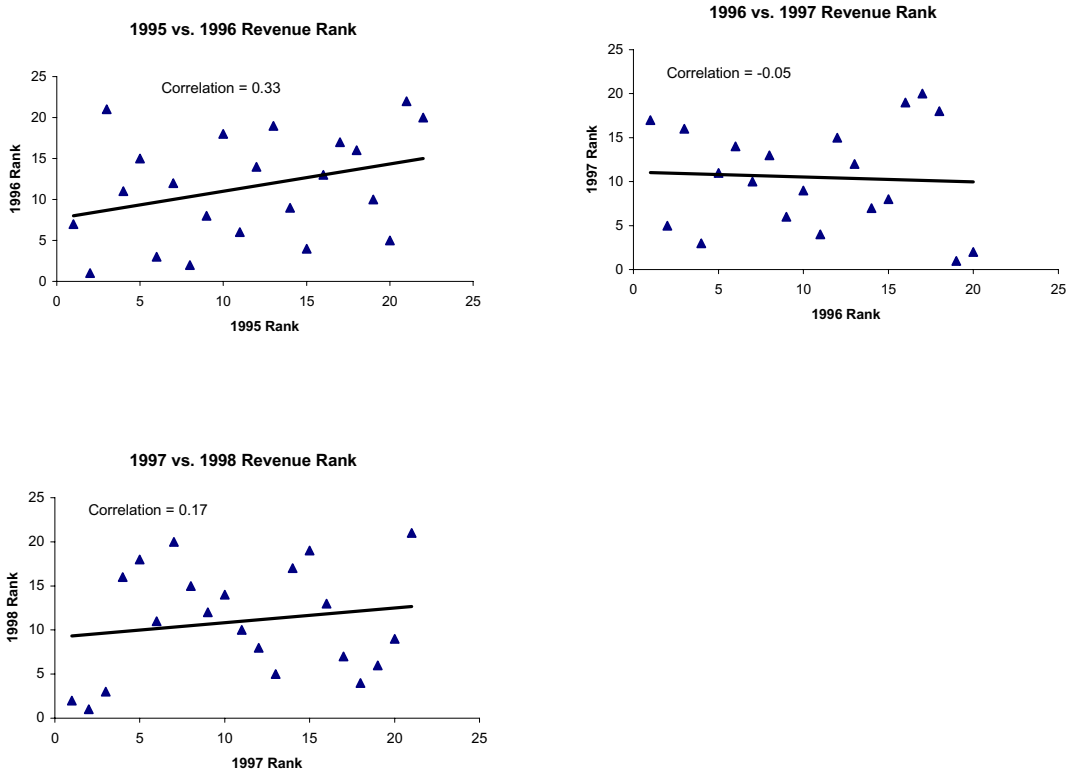 1995 vs. 1996 Revenue Rank
Correlation = 0.33
25
20
15
10
5
0
1996 Rank
0 5 10 15 20 25
1995 Rank
1996 vs. 1997 Revenue Rank
Correlation = -0.05
25
20
15
10
5
0
1997 Rank
0 5 10 15 20 25
1996 Rank
1997 vs. 1998 Revenue Rank
Correlation = 0.17
25
20
15
10
5
0
1998 Rank
0 5 10 15 20 25
1997 Rank